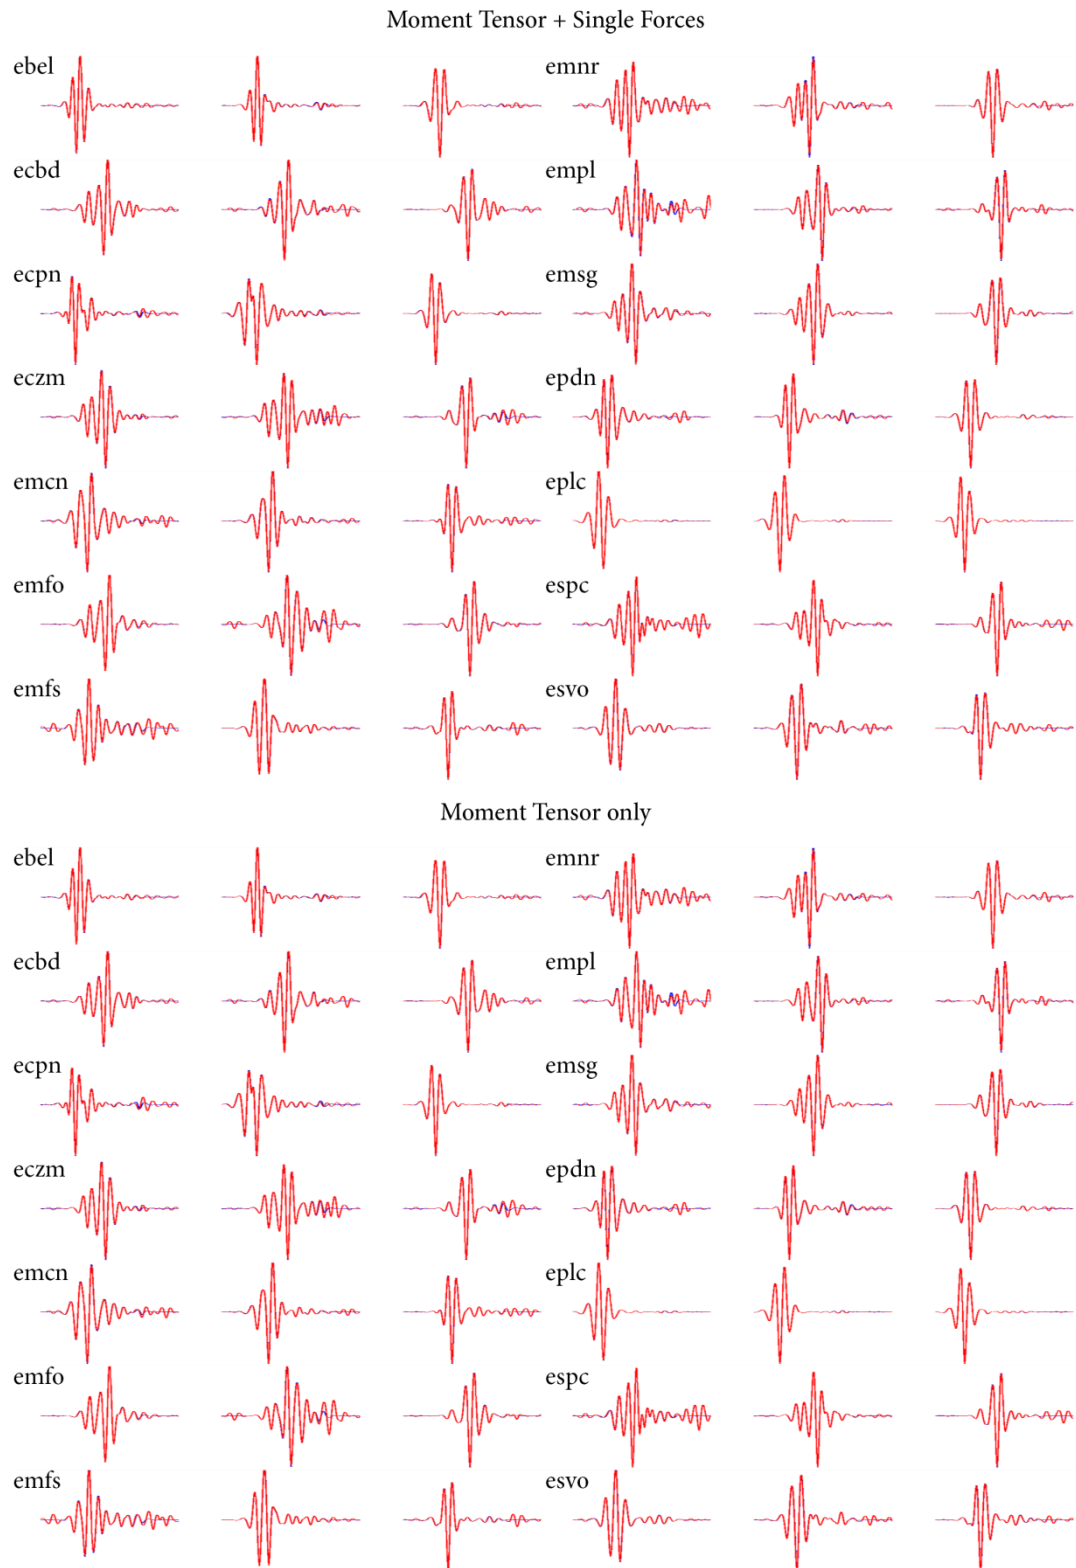 Moment Tensor + Single Forces
ebel emnr
ecbd empl
ecpn emsg
eczm epdn
emcn eplc
emfo espc
emfs esvo
Moment Tensor only
ebel emnr
ecbd empl
ecpn emsg
eczm epdn
emcn eplc
emfo espc
emfs esvo